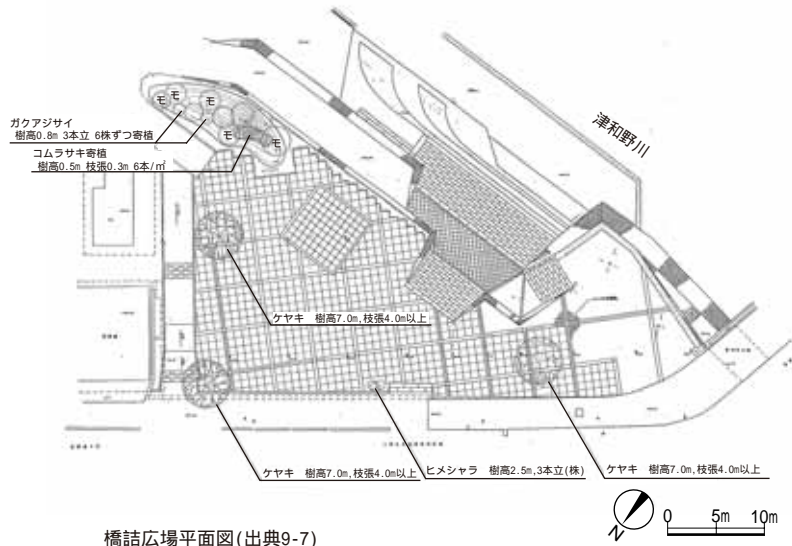 ガクアジサイ
樹高0.8m 3本立 6株ずつ寄植
コムラサキ寄植
樹高0.5m 枝張0.3m 6本/㎡
モ
モ
モ
モ
モ
津和野川
ケヤキ 樹高7.0m,枝張4.0m以上
ケヤキ 樹高7.0m,枝張4.0m以上
ヒメシャラ 樹高2.5m,3本立(株)
ケヤキ 樹高7.0m,枝張4.0m以上
橋詰広場平面図(出典9-7)
N
0 5m 10m